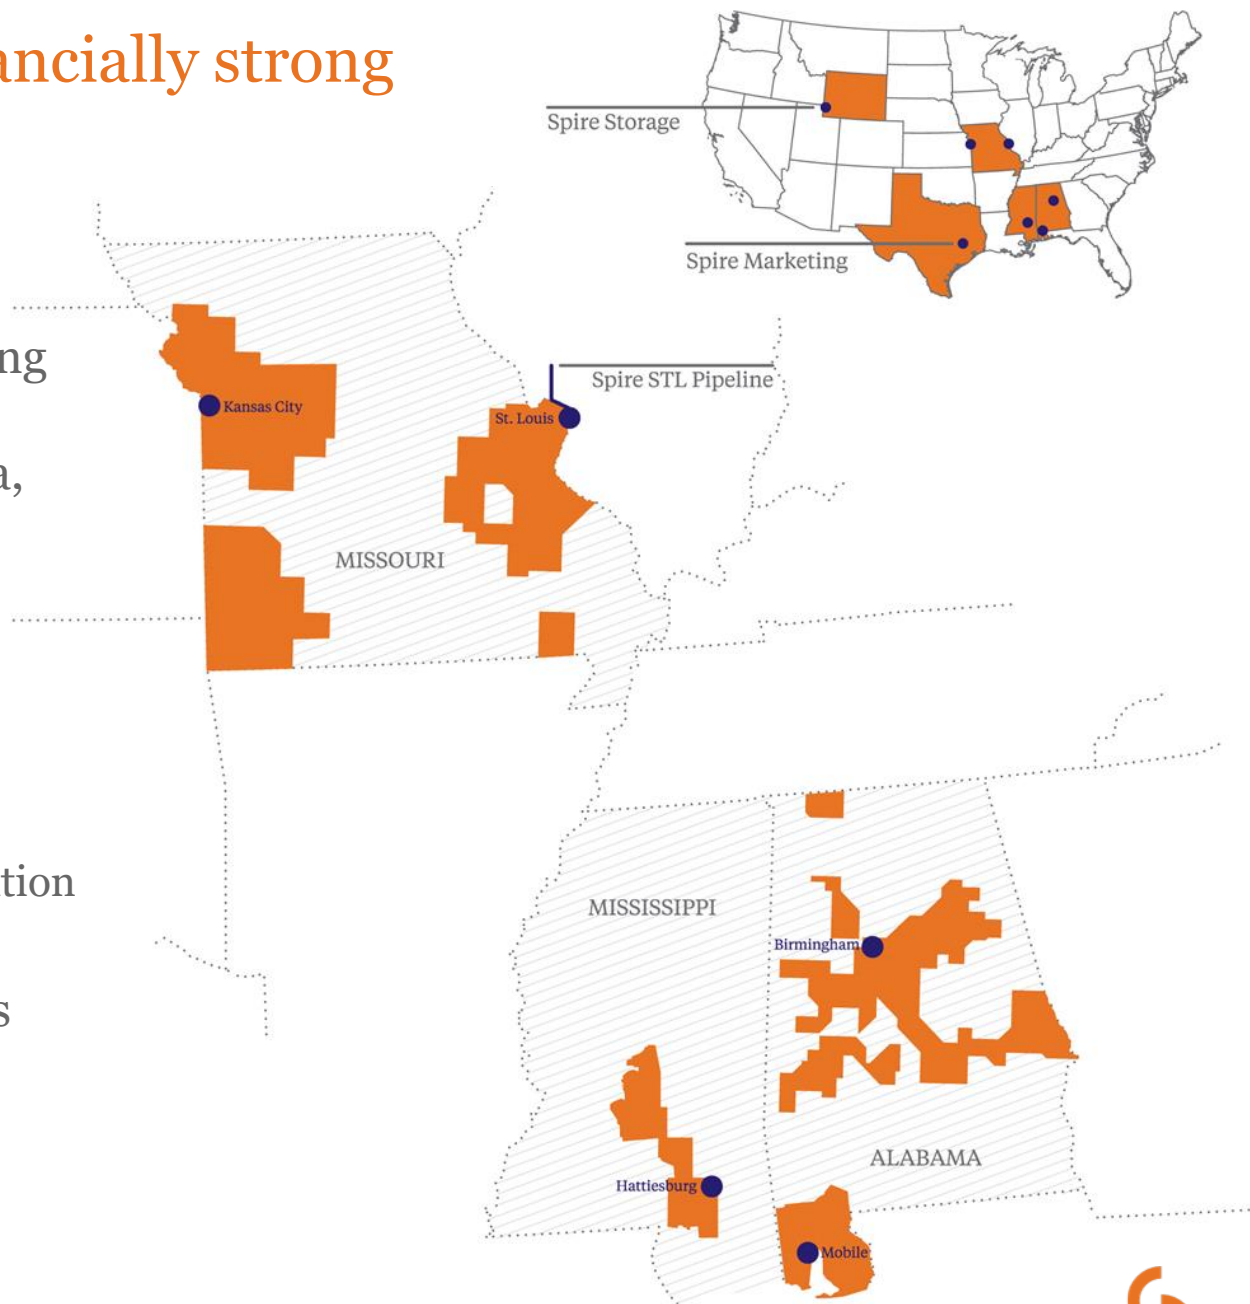 ancially strong
Spire Storage
Spire Marketing
ng
Spire STL Pipeline
Kansas City
St. Louis
a,
MISSOURI
tion
MISSISSIPPI
Birmingham
s
ALABAMA
Hattiesburg
Mobile